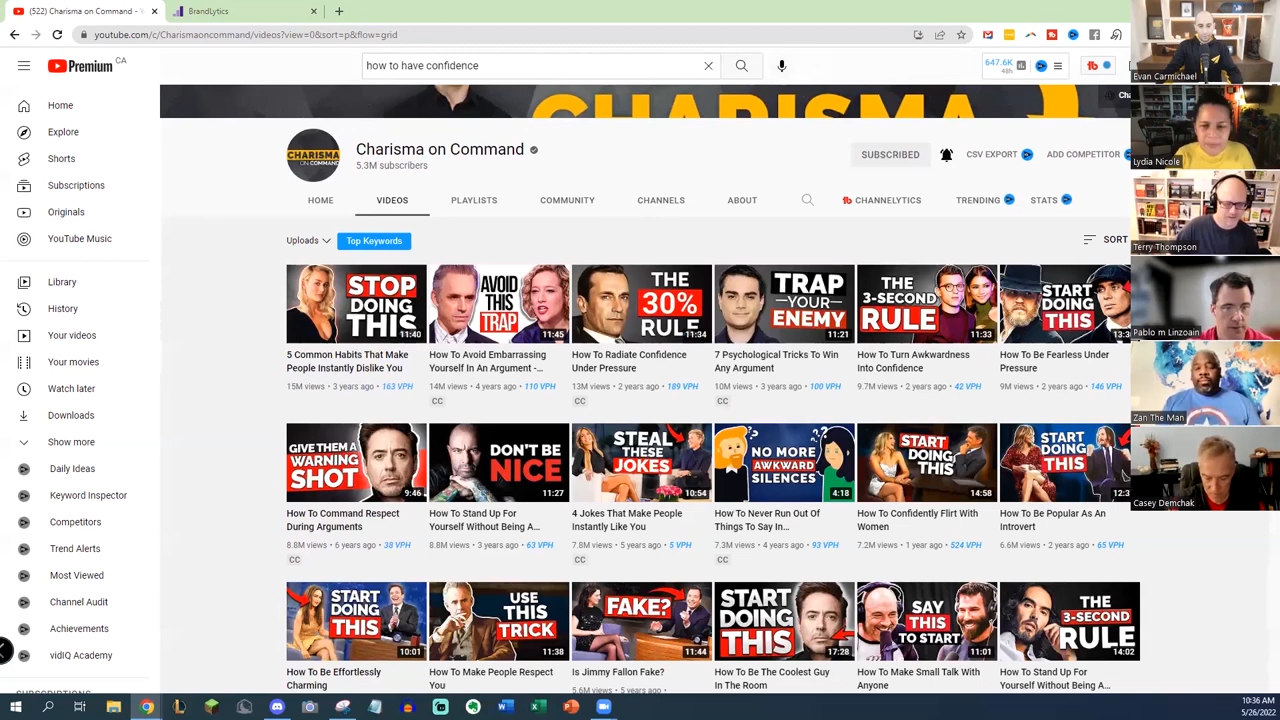 (522) Charisma on Command - Y
BrandLytics
youtube.com/c/Charismaoncommand/videos?view=0&sort=p&flow=grid
Premium CA
how to have confidence
647.6K
48h
Home
Explore
Shorts
Subscriptions
Originals
YouTube Music
Library
History
Your videos
Your movies
Watch later
Downloads
Show more
Daily Ideas
Keyword Inspector
Competitors
Trend Alerts
Most Viewed
Channel Audit
Achievements
vidIQ Academy
SUBSCRIPTIONS
CHARISMA
Cha
CHARISMA
ON COMMAND
Charisma on Command
5.3M subscribers
SUBSCRIBED
CSV EXPORT
ADD COMPETITOR
HOME
VIDEOS
PLAYLISTS
COMMUNITY
CHANNELS
ABOUT
CHANNELYTICS
TRENDING
STATS
Uploads
Top Keywords
SORT
STOP DOING THIS 11:40
AVOID THIS TRAP 11:45
THE 30% RULE 11:34
TRAP YOUR ENEMY 11:21
THE 3-SECOND RULE 11:33
START DOING THIS 13:3
5 Common Habits That Make People Instantly Dislike You
15M views • 3 years ago • 163 VPH
How To Avoid Embarrassing Yourself In An Argument -...
14M views • 4 years ago • 110 VPH
CC
How To Radiate Confidence Under Pressure
13M views • 2 years ago • 189 VPH
CC
7 Psychological Tricks To Win Any Argument
10M views • 3 years ago • 100 VPH
CC
How To Turn Awkwardness Into Confidence
9.7M views • 2 years ago • 42 VPH
How To Be Fearless Under Pressure
9M views • 2 years ago • 146 VPH
GIVE THEM A WARNING SHOT 9:46
DON'T BE NICE 11:27
STEAL THESE JOKES 10:54
NO MORE AWKWARD SILENCES 4:18
START DOING THIS 14:58
START DOING THIS 12:3
How To Command Respect During Arguments
8.8M views • 6 years ago • 38 VPH
CC
How To Stand Up For Yourself Without Being A...
8.8M views • 3 years ago • 63 VPH
4 Jokes That Make People Instantly Like You
7.8M views • 5 years ago • 5 VPH
CC
How To Never Run Out Of Things To Say In...
7.3M views • 4 years ago • 93 VPH
CC
How To Confidently Flirt With Women
7.2M views • 1 year ago • 524 VPH
How To Be Popular As An Introvert
6.6M views • 2 years ago • 65 VPH
START DOING THIS 10:01
USE THIS TRICK 11:38
FAKE? 11:44
START DOING THIS 17:28
SAY THIS TO START 11:01
THE 3-SECOND RULE 14:02
How To Be Effortlessly Charming
How To Make People Respect You
Is Jimmy Fallon Fake?
5.6M views • 5 years ago •
How To Be The Coolest Guy In The Room
How To Make Small Talk With Anyone
How To Stand Up For Yourself Without Being A...
Evan Carmichael
Lydia Nicole
Terry Thompson
Pablo m Linzoain
Zan The Man
Casey Demchak
10:36 AM
5/26/2022